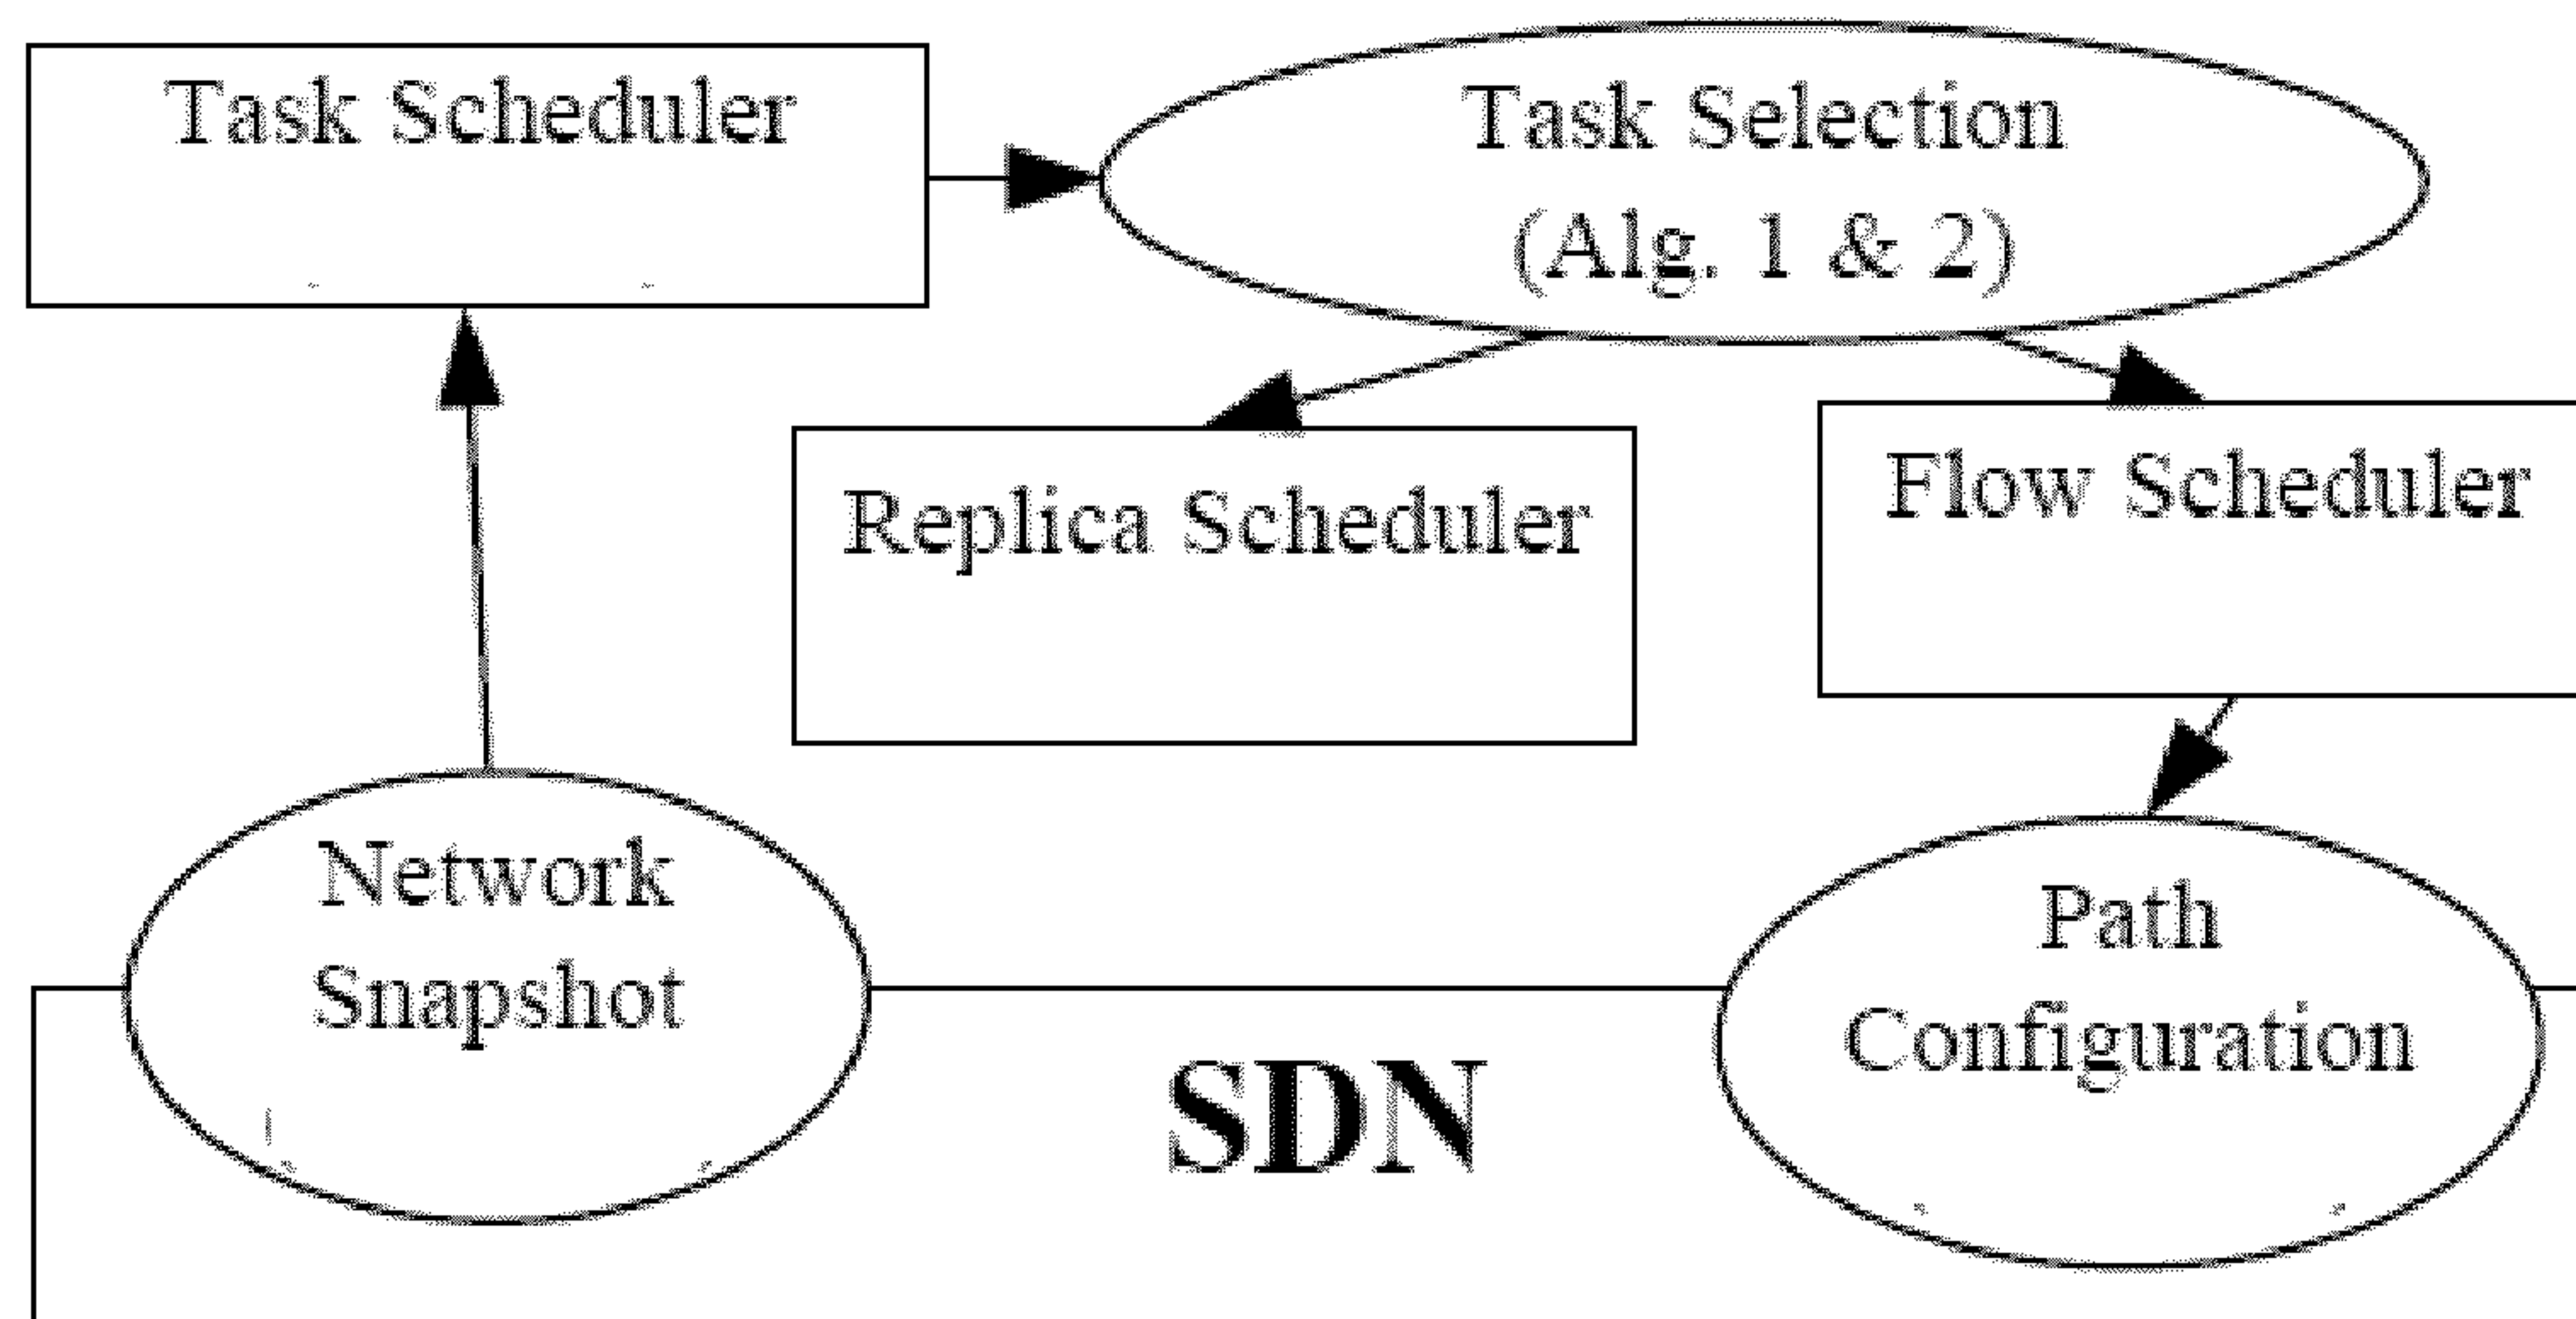 Task Scheduler
Task Selection
(Alg. 1 & 2)
Replica Scheduler
Flow Scheduler
Network
Snapshot
Path
Configuration
SDN